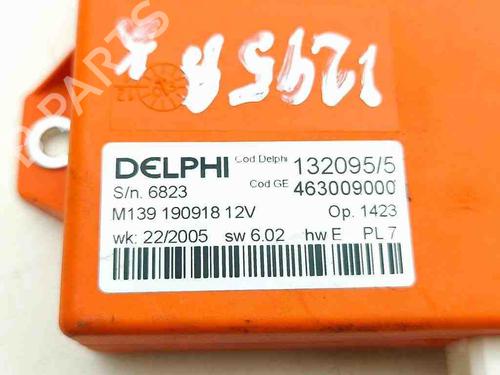 1295 A X
DELPHI Cod Delphi 132095/5
S/n. 6823 Cod GE 463009000
M139 190918 12V Op. 1423
wk: 22/2005 sw 6.02 hw E PL 7